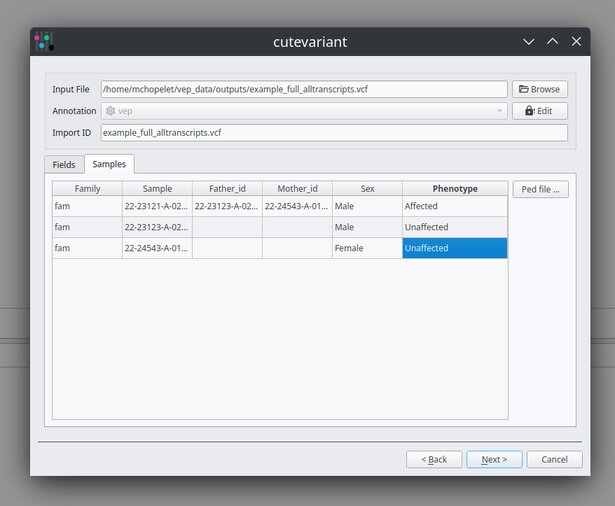 cutevariant
Input File /home/mchopelet/vep_data/outputs/example_full_alltranscripts.vcf Browse
Annotation vep Edit
Import ID example_full_alltranscripts.vcf
Fields Samples
Family Sample Father_id Mother_id Sex Phenotype Ped file ...
fam 22-23121-A-02... 22-23123-A-02... 22-24543-A-01... Male Affected
fam 22-23123-A-02... Male Unaffected
fam 22-24543-A-01... Female Unaffected
< Back Next > Cancel